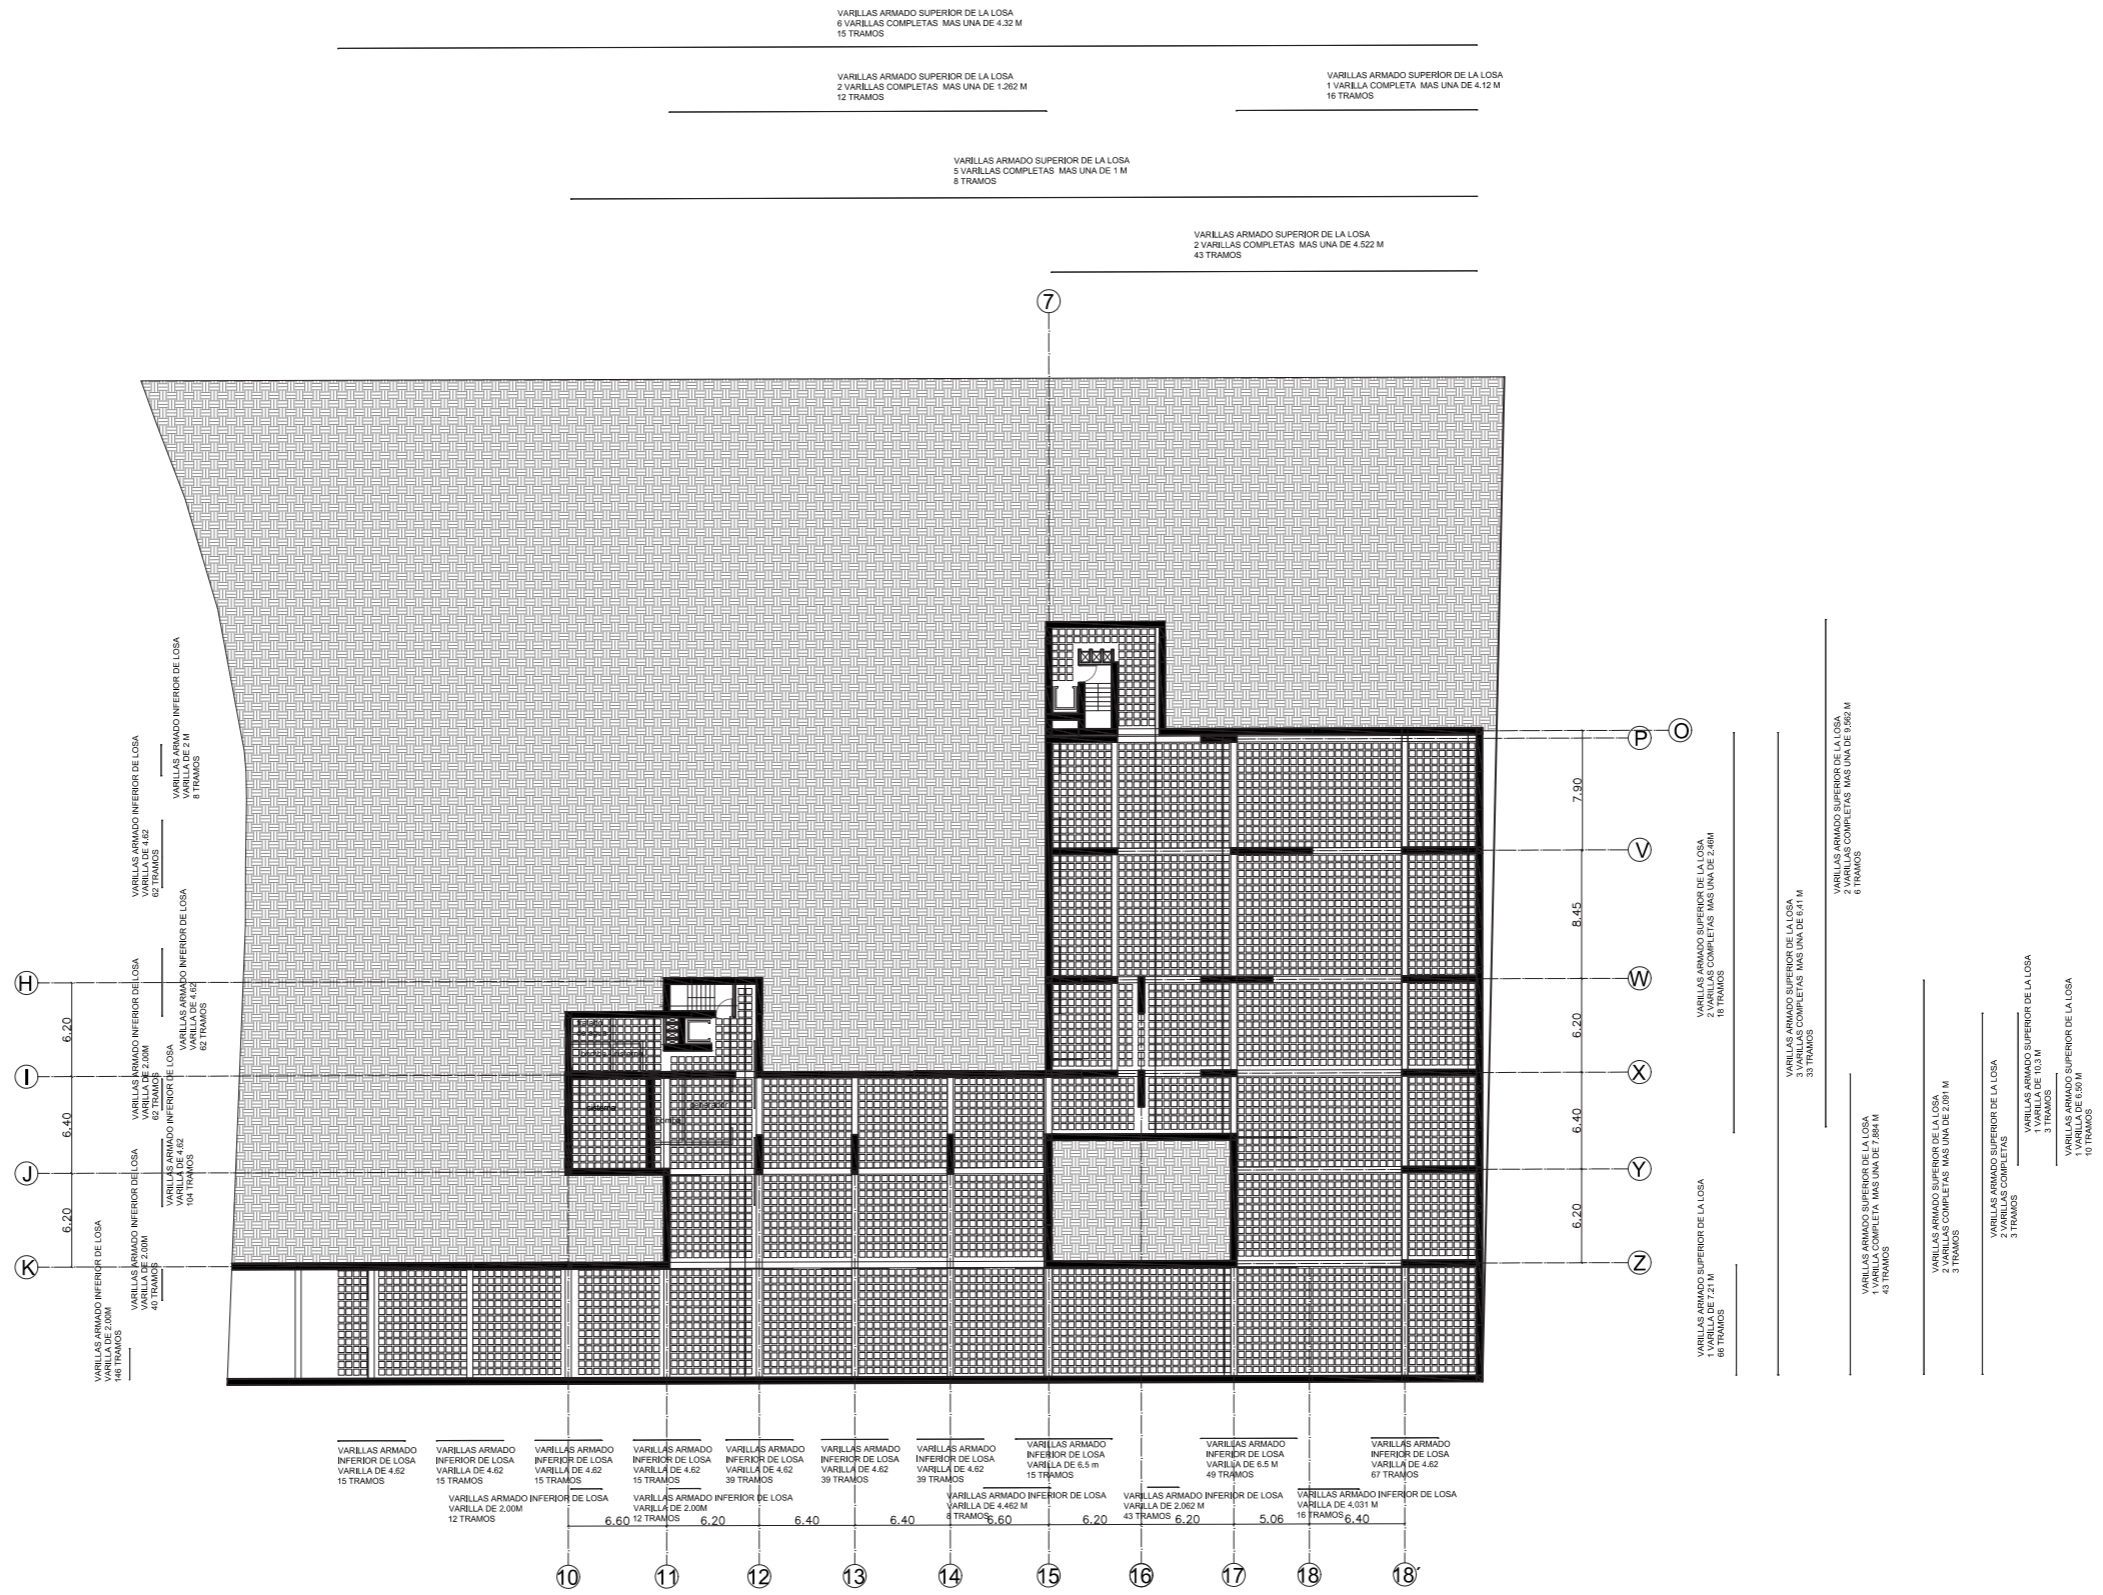 VARILLAS ARMADO SUPERIOR DE LA LOSA
6 VARILLAS COMPLETAS MAS UNA DE 4.32 M
15 TRAMOS
VARILLAS ARMADO SUPERIOR DE LA LOSA
2 VARILLAS COMPLETAS MAS UNA DE 1.262 M
12 TRAMOS
VARILLAS ARMADO SUPERIOR DE LA LOSA
1 VARILLA COMPLETA MAS UNA DE 4.12 M
16 TRAMOS
VARILLAS ARMADO SUPERIOR DE LA LOSA
5 VARILLAS COMPLETAS MAS UNA DE 1 M
8 TRAMOS
VARILLAS ARMADO SUPERIOR DE LA LOSA
2 VARILLAS COMPLETAS MAS UNA DE 4.522 M
43 TRAMOS
7
VARILLAS ARMADO INFERIOR DE LOSA
VARILLA DE 2 M
8 TRAMOS
VARILLAS ARMADO INFERIOR DE LOSA
VARILLA DE 4.62
62 TRAMOS
VARILLAS ARMADO INFERIOR DE LOSA
VARILLA DE 4.62
62 TRAMOS
VARILLAS ARMADO INFERIOR DE LOSA
VARILLA DE 2.00M
62 TRAMOS
VARILLAS ARMADO INFERIOR DE LOSA
VARILLA DE 4.62
104 TRAMOS
VARILLAS ARMADO INFERIOR DE LOSA
VARILLA DE 2.00M
40 TRAMOS
VARILLAS ARMADO INFERIOR DE LOSA
VARILLA DE 2.00M
146 TRAMOS
H
6.20
I
6.40
J
6.20
K
sistema
bomba
generador
O
P
7.90
V
8.45
W
6.20
X
6.40
Y
6.20
Z
VARILLAS ARMADO SUPERIOR DE LA LOSA
2 VARILLAS COMPLETAS MAS UNA DE 2.46M
18 TRAMOS
VARILLAS ARMADO SUPERIOR DE LA LOSA
1 VARILLA DE 7.21 M
66 TRAMOS
VARILLAS ARMADO SUPERIOR DE LA LOSA
3 VARILLAS COMPLETAS MAS UNA DE 6.41 M
33 TRAMOS
VARILLAS ARMADO SUPERIOR DE LA LOSA
2 VARILLAS COMPLETAS MAS UNA DE 9.562 M
6 TRAMOS
VARILLAS ARMADO SUPERIOR DE LA LOSA
1 VARILLA COMPLETA MAS UNA DE 7.884 M
43 TRAMOS
VARILLAS ARMADO SUPERIOR DE LA LOSA
2 VARILLAS COMPLETAS MAS UNA DE 2.091 M
3 TRAMOS
VARILLAS ARMADO SUPERIOR DE LA LOSA
2 VARILLAS COMPLETAS
3 TRAMOS
VARILLAS ARMADO SUPERIOR DE LA LOSA
1 VARILLA DE 10.3 M
3 TRAMOS
VARILLAS ARMADO SUPERIOR DE LA LOSA
1 VARILLA DE 6.50 M
10 TRAMOS
VARILLAS ARMADO
INFERIOR DE LOSA
VARILLA DE 4.62
15 TRAMOS
VARILLAS ARMADO
INFERIOR DE LOSA
VARILLA DE 4.62
15 TRAMOS
VARILLAS ARMADO
INFERIOR DE LOSA
VARILLA DE 4.62
15 TRAMOS
VARILLAS ARMADO
INFERIOR DE LOSA
VARILLA DE 4.62
15 TRAMOS
VARILLAS ARMADO
INFERIOR DE LOSA
VARILLA DE 4.62
39 TRAMOS
VARILLAS ARMADO
INFERIOR DE LOSA
VARILLA DE 4.62
39 TRAMOS
VARILLAS ARMADO
INFERIOR DE LOSA
VARILLA DE 4.62
39 TRAMOS
VARILLAS ARMADO
INFERIOR DE LOSA
VARILLA DE 6.5 m
15 TRAMOS
VARILLAS ARMADO
INFERIOR DE LOSA
VARILLA DE 6.5 M
49 TRAMOS
VARILLAS ARMADO
INFERIOR DE LOSA
VARILLA DE 4.62
67 TRAMOS
VARILLAS ARMADO INFERIOR DE LOSA
VARILLA DE 2.00M
12 TRAMOS
VARILLAS ARMADO INFERIOR DE LOSA
VARILLA DE 2.00M
12 TRAMOS
VARILLAS ARMADO INFERIOR DE LOSA
VARILLA DE 4.462 M
8 TRAMOS
VARILLAS ARMADO INFERIOR DE LOSA
VARILLA DE 2.062 M
43 TRAMOS
VARILLAS ARMADO INFERIOR DE LOSA
VARILLA DE 4.031 M
16 TRAMOS
6.60 6.20 6.40 6.40 6.60 6.20 6.20 5.06 6.40
10 11 12 13 14 15 16 17 18 18´